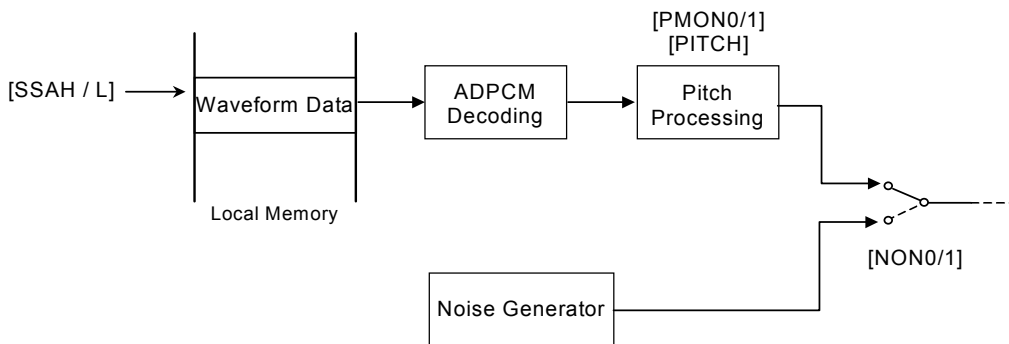 [PMON0/1]
[PITCH]
[SSAH / L]
Waveform Data
ADPCM
Decoding
Pitch
Processing
Local Memory
[NON0/1]
Noise Generator